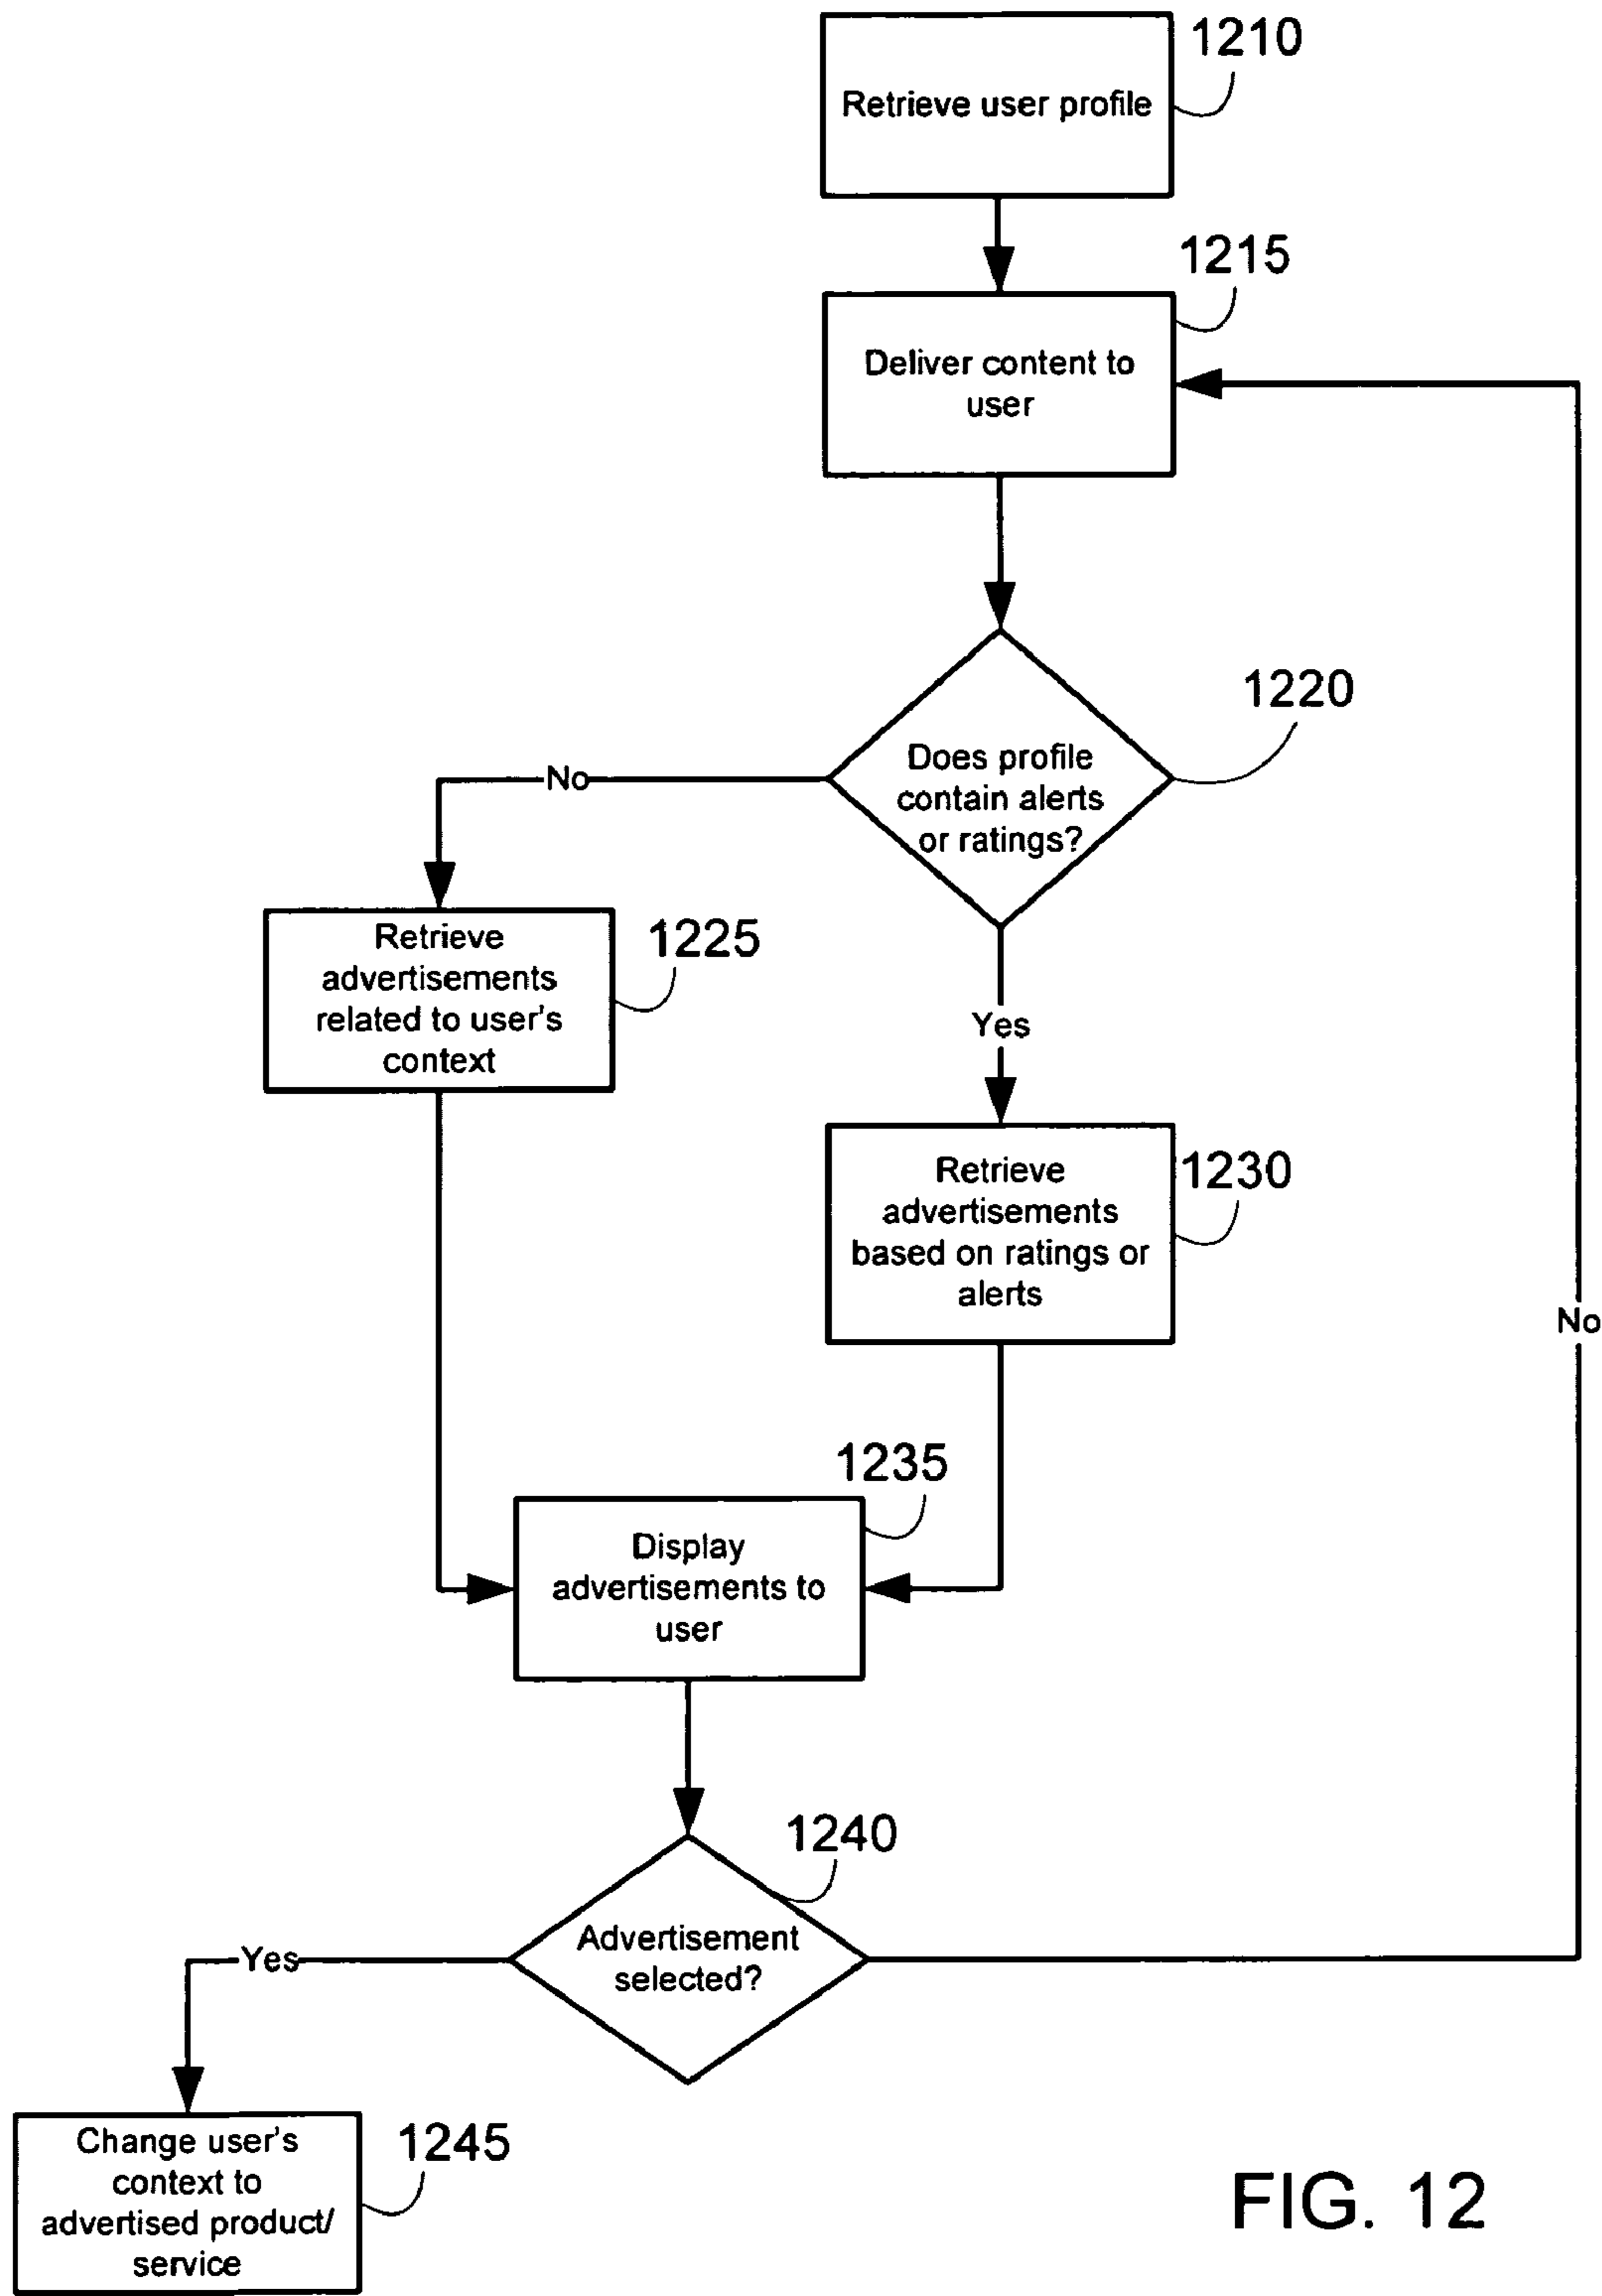 1210
Retrieve user profile
1215
Deliver content to
user
1220
Does profile
contain alerts
or ratings?
No
Retrieve
advertisements
related to user's
context
1225
Yes
Retrieve
advertisements
based on ratings or
alerts
1230
No
1235
Display
advertisements to
user
1240
Advertisement
selected?
Yes
Change user's
context to
advertised product/
service
1245
FIG. 12